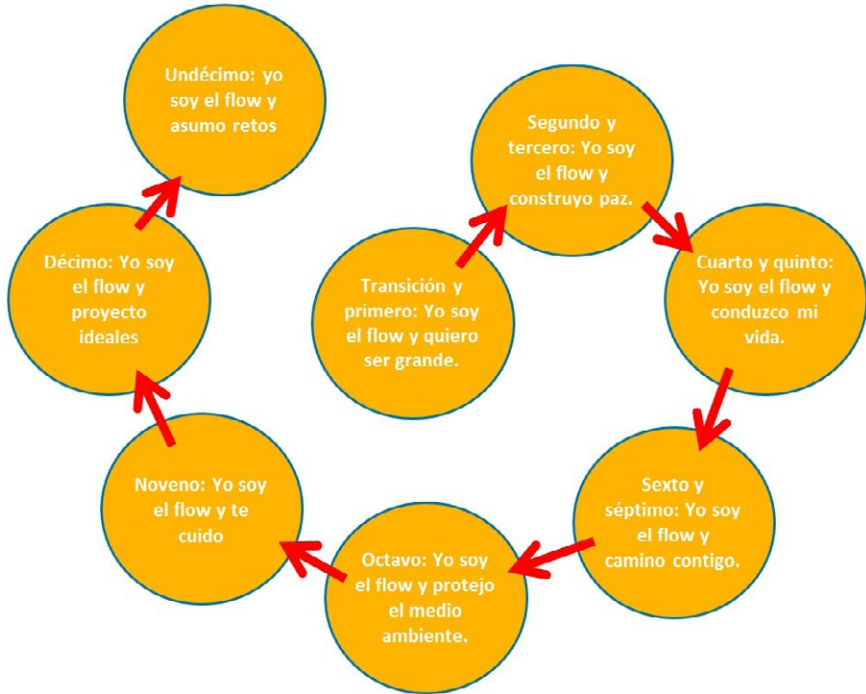 Transición y
primero: Yo soy
el flow y quiero
ser grande.
Segundo y
tercero: Yo soy
el flow y
construyo paz.
Cuarto y quinto:
Yo soy el flow y
conduzco mi
vida.
Sexto y
séptimo: Yo soy
el flow y
camino contigo.
Octavo: Yo soy
el flow y protejo
el medio
ambiente.
Noveno: Yo soy
el flow y te
cuido
Décimo: Yo soy
el flow y
proyecto
ideales
Undécimo: yo
soy el flow y
asumo retos